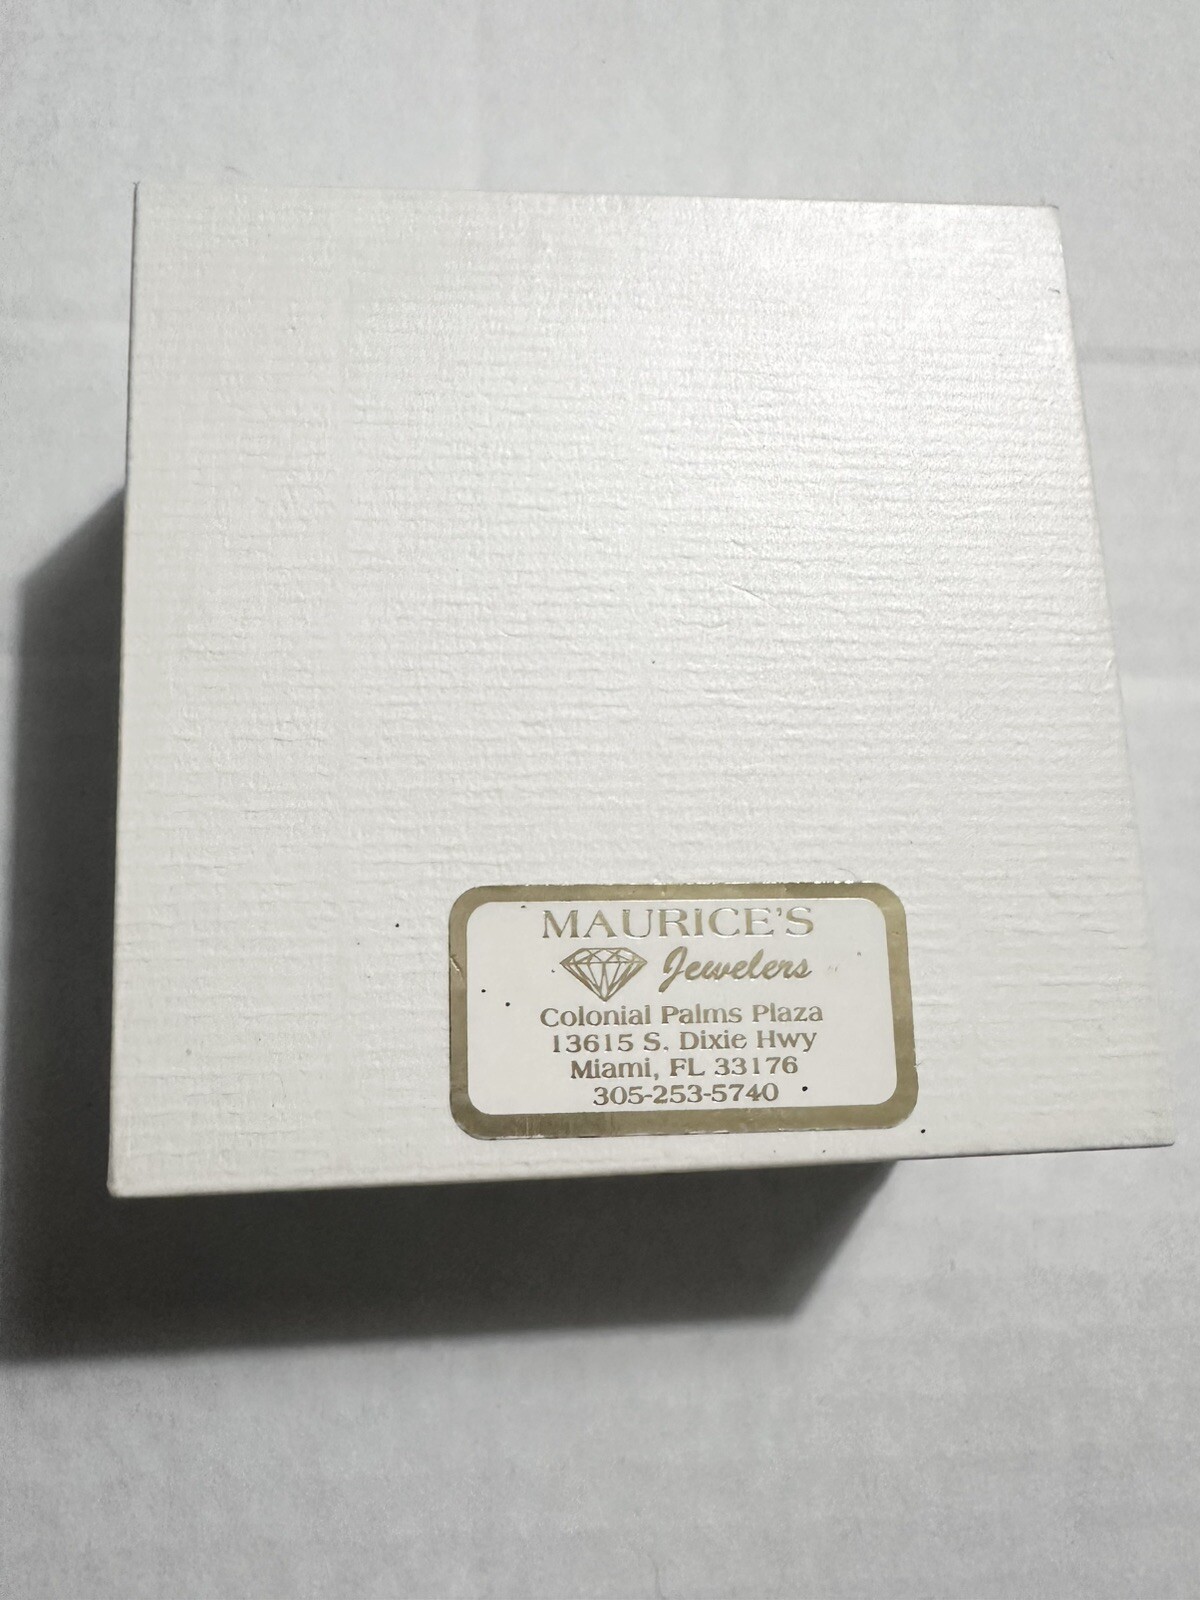 MAURICE'S
Jewelers
Colonial Palms Plaza
13615 S. Dixie Hwy
Miami, FL 33176
305-253-5740